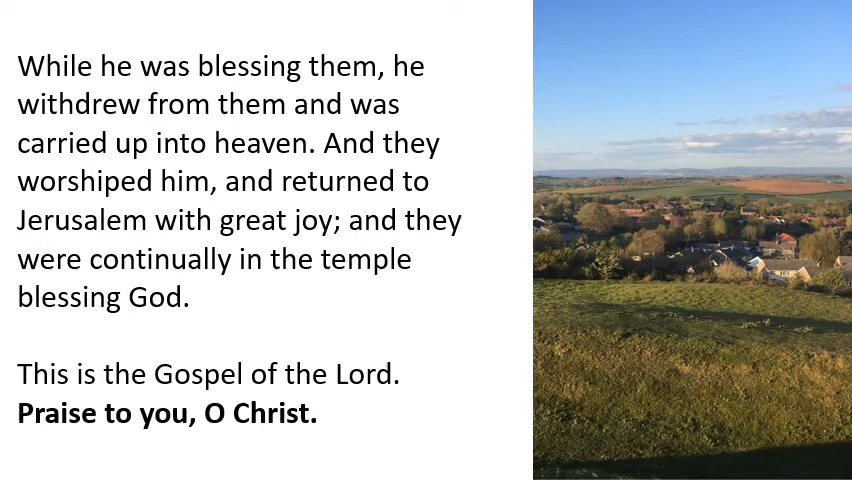 While he was blessing them, he
withdrew from them and was
carried up into heaven. And they
worshiped him, and returned to
Jerusalem with great joy; and they
were continually in the temple
blessing God.
This is the Gospel of the Lord.
Praise to you, O Christ.